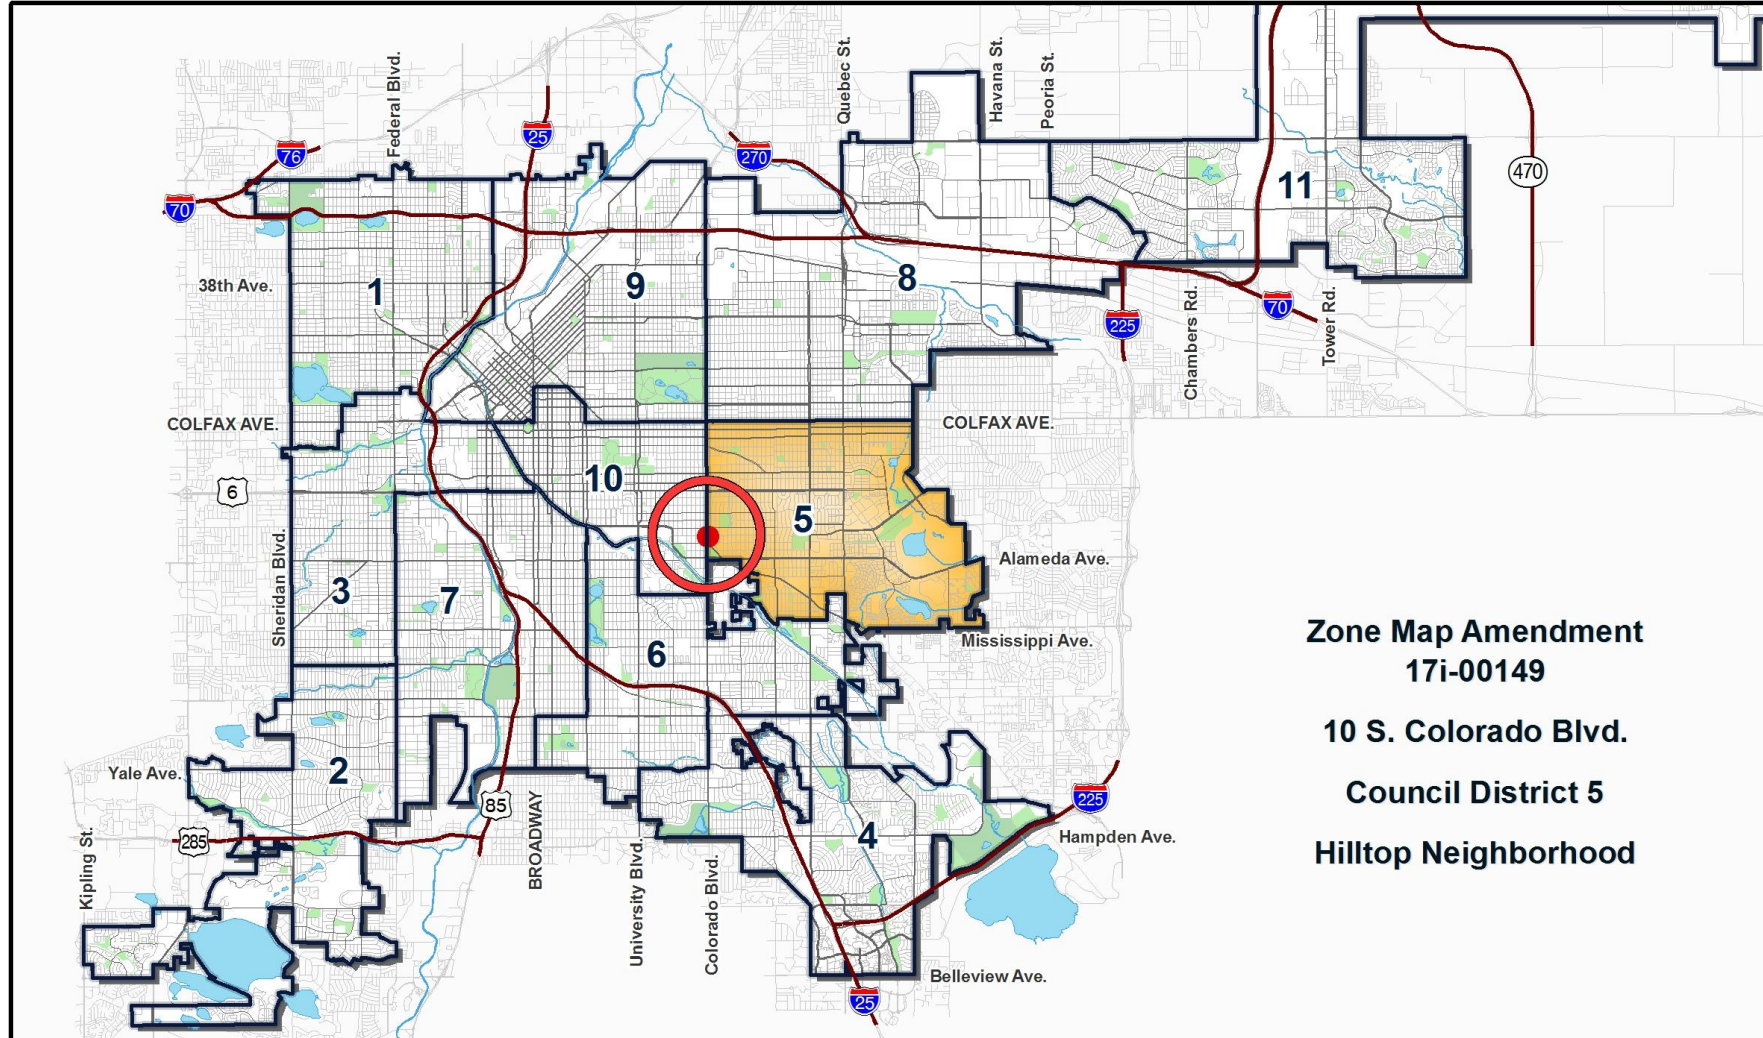 Federal Blvd.
Quebec St.
Havana St.
Peoria St.
76
25
270
70
470
11
38th Ave.
1
9
8
225
70
Chambers Rd.
Tower Rd.
COLFAX AVE.
COLFAX AVE.
6
10
5
Sheridan Blvd.
3
7
Alameda Ave.
6
Mississippi Ave.
Zone Map Amendment
17i-00149
10 S. Colorado Blvd.
Council District 5
Hilltop Neighborhood
Yale Ave.
2
85
BROADWAY
225
285
Kipling St.
University Blvd.
Colorado Blvd.
4
Hampden Ave.
Belleview Ave.
25